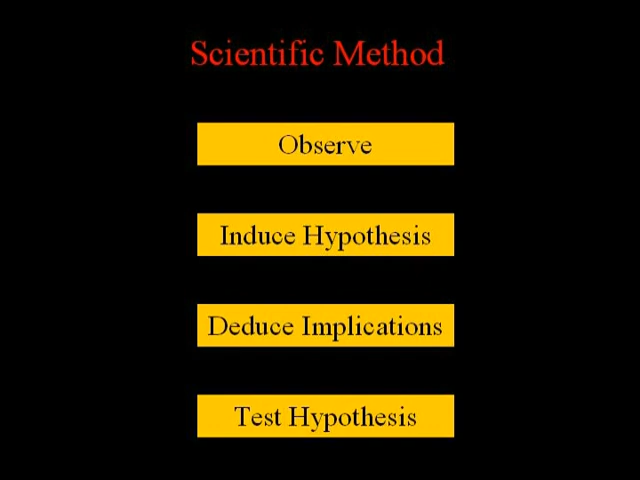 Scientific Method
Observe
Induce Hypothesis
Deduce Implications
Test Hypothesis